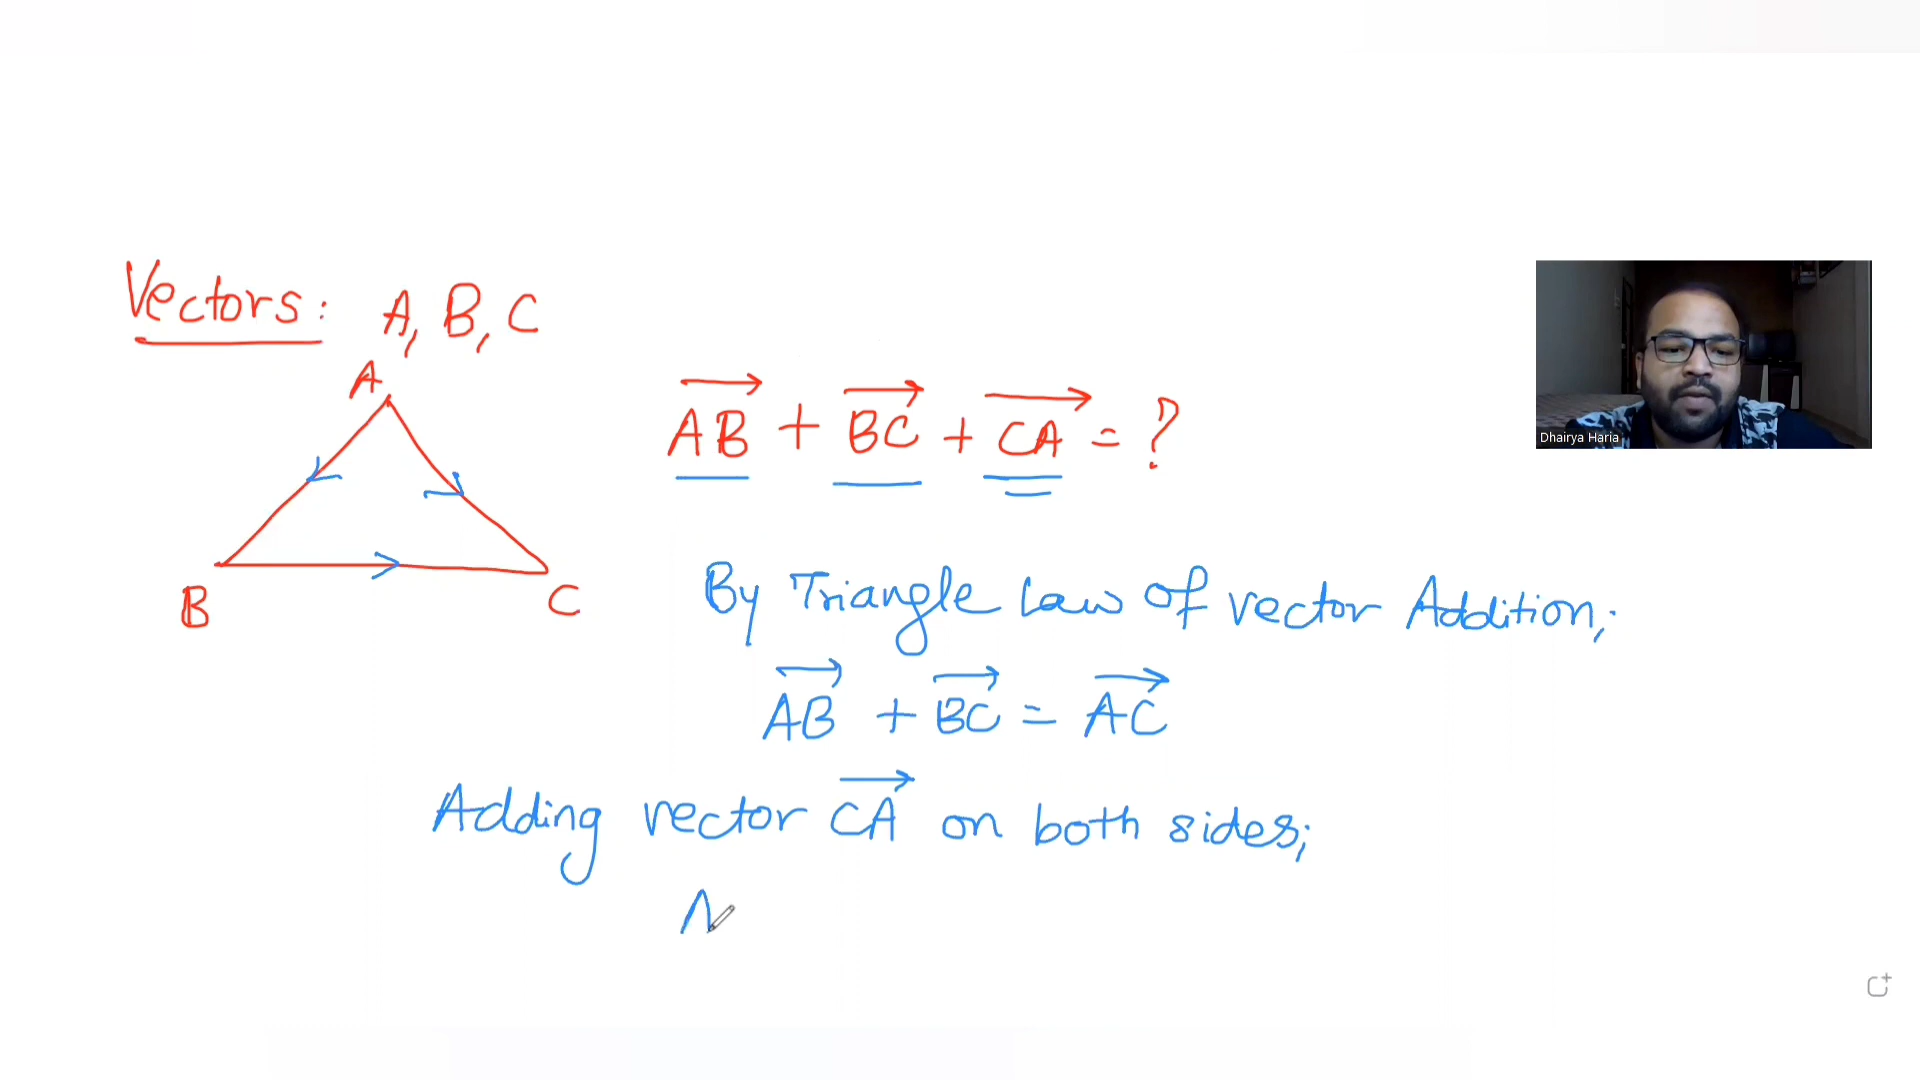 Vectors: A, B, C
A
B
C
AB + BC + CA = ?
Dhairya Haria
By Triangle Law of vector Addition;
AB + BC = AC
Adding vector CA on both sides;